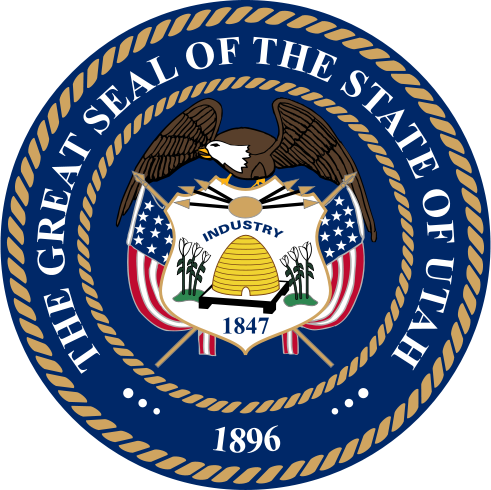 THE GREAT SEAL OF THE STATE OF UTAH
INDUSTRY
1847
1896